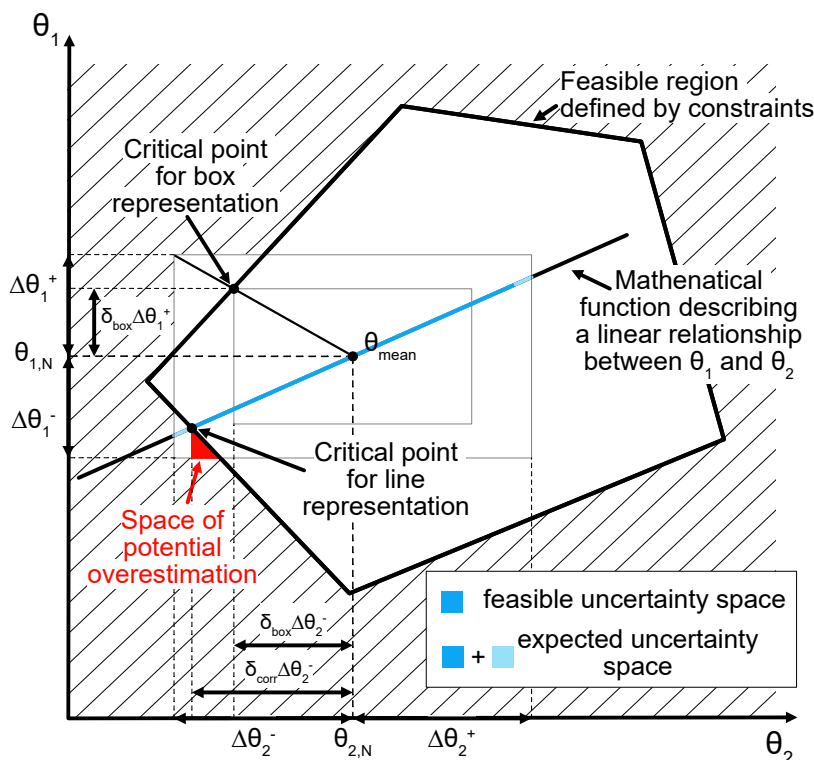 θ1
Feasible region
defined by constraints
Critical point
for box
representation
Δθ1+
δboxΔθ1+
θ1,N
Δθ1-
θmean
Mathenatical
function describing
a linear relationship
between θ1 and θ2
Critical point
for line
representation
Space of
potential
overestimation
δboxΔθ2-
δcorrΔθ2-
feasible uncertainty space
+ expected uncertainty
space
Δθ2-
θ2,N
Δθ2+
θ2